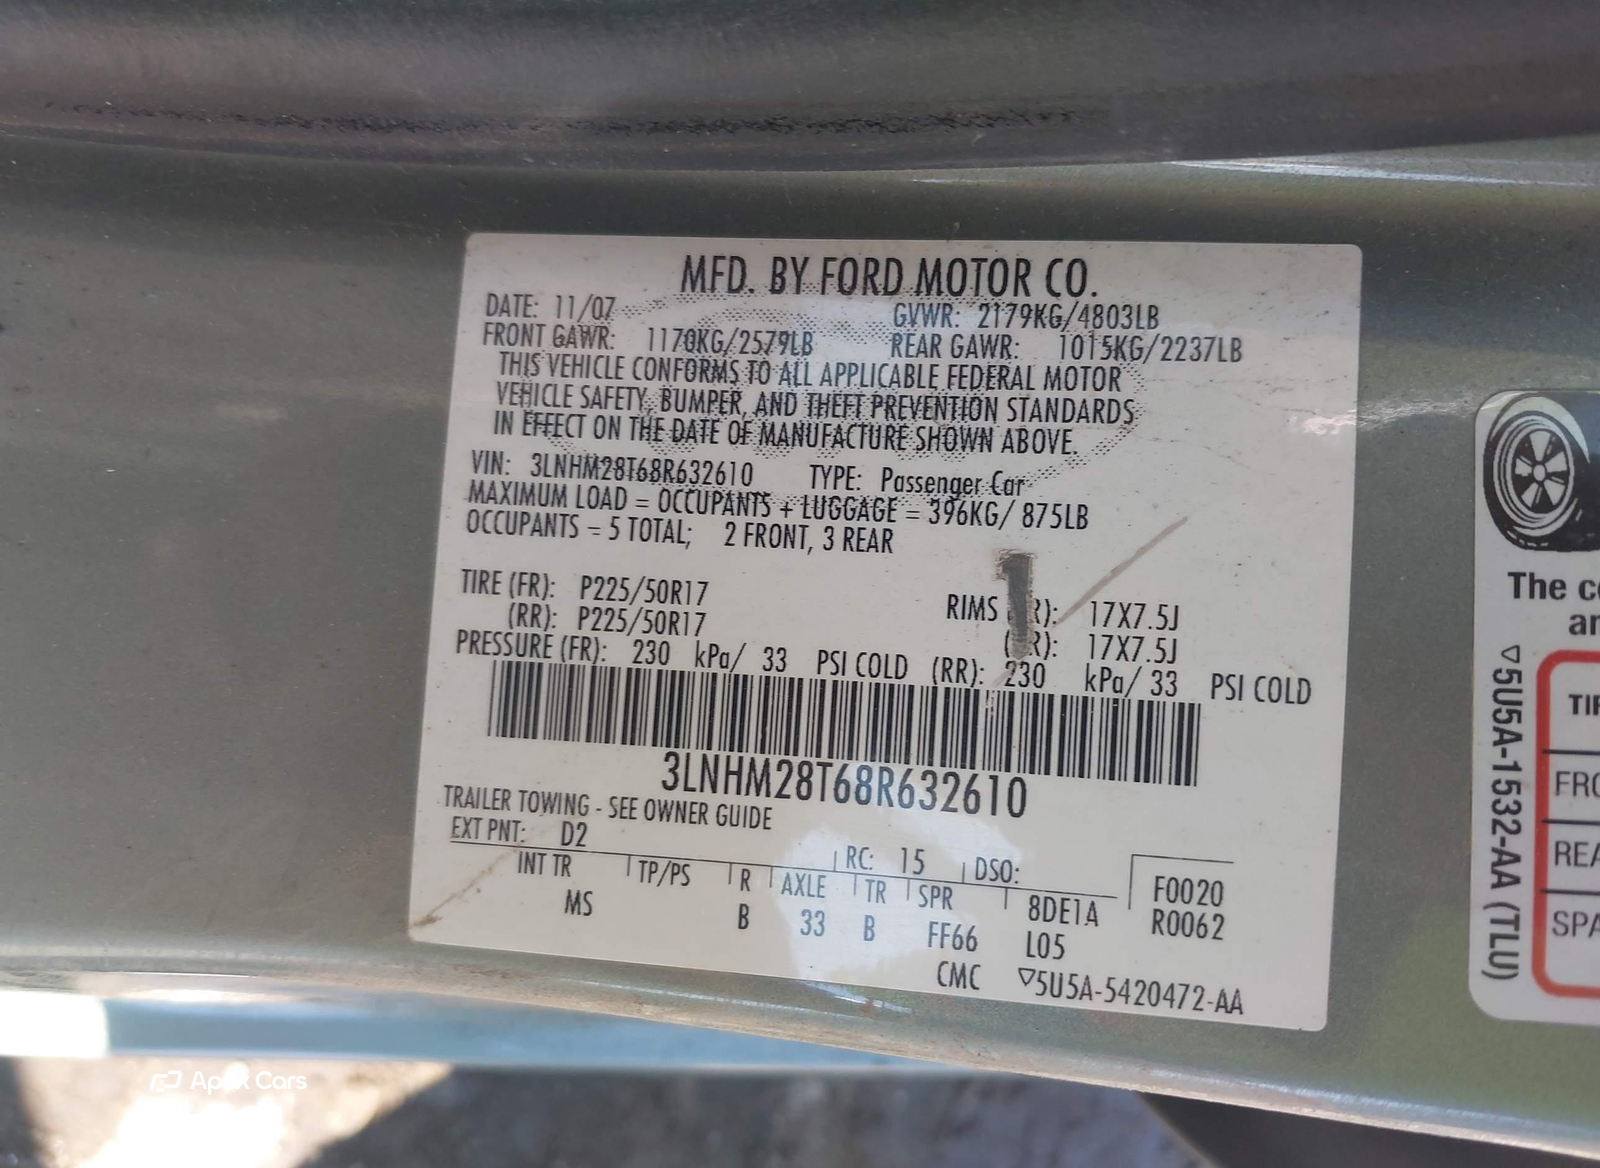 MFD. BY FORD MOTOR CO.
DATE: 11/07 GVWR: 2179KG/4803LB
FRONT GAWR: 1170KG/2579LB REAR GAWR: 1015KG/2237LB
THIS VEHICLE CONFORMS TO ALL APPLICABLE FEDERAL MOTOR
VEHICLE SAFETY, BUMPER, AND THEFT PREVENTION STANDARDS
IN EFFECT ON THE DATE OF MANUFACTURE SHOWN ABOVE.
VIN: 3LNHM28T68R632610 TYPE: Passenger Car
MAXIMUM LOAD = OCCUPANTS + LUGGAGE = 396KG/ 875LB
OCCUPANTS = 5 TOTAL; 2 FRONT, 3 REAR
TIRE (FR): P225/50R17 RIMS R): 17X7.5J
(RR): P225/50R17 (R): 17X7.5J
PRESSURE (FR): 230 kPa/ 33 PSI COLD (RR): 230 kPa/ 33 PSI COLD
3LNHM28T68R632610
TRAILER TOWING - SEE OWNER GUIDE
EXT PNT: D2 RC: 15 DSO:
INT TR TP/PS R AXLE TR SPR 8DE1A F0020
MS B 33 B FF66 L05 R0062
CMC ▽5U5A-5420472-AA
The co
an
▽5U5A-1532-AA (TLU)
TIR
FRO
REA
SPA
Apex Cars